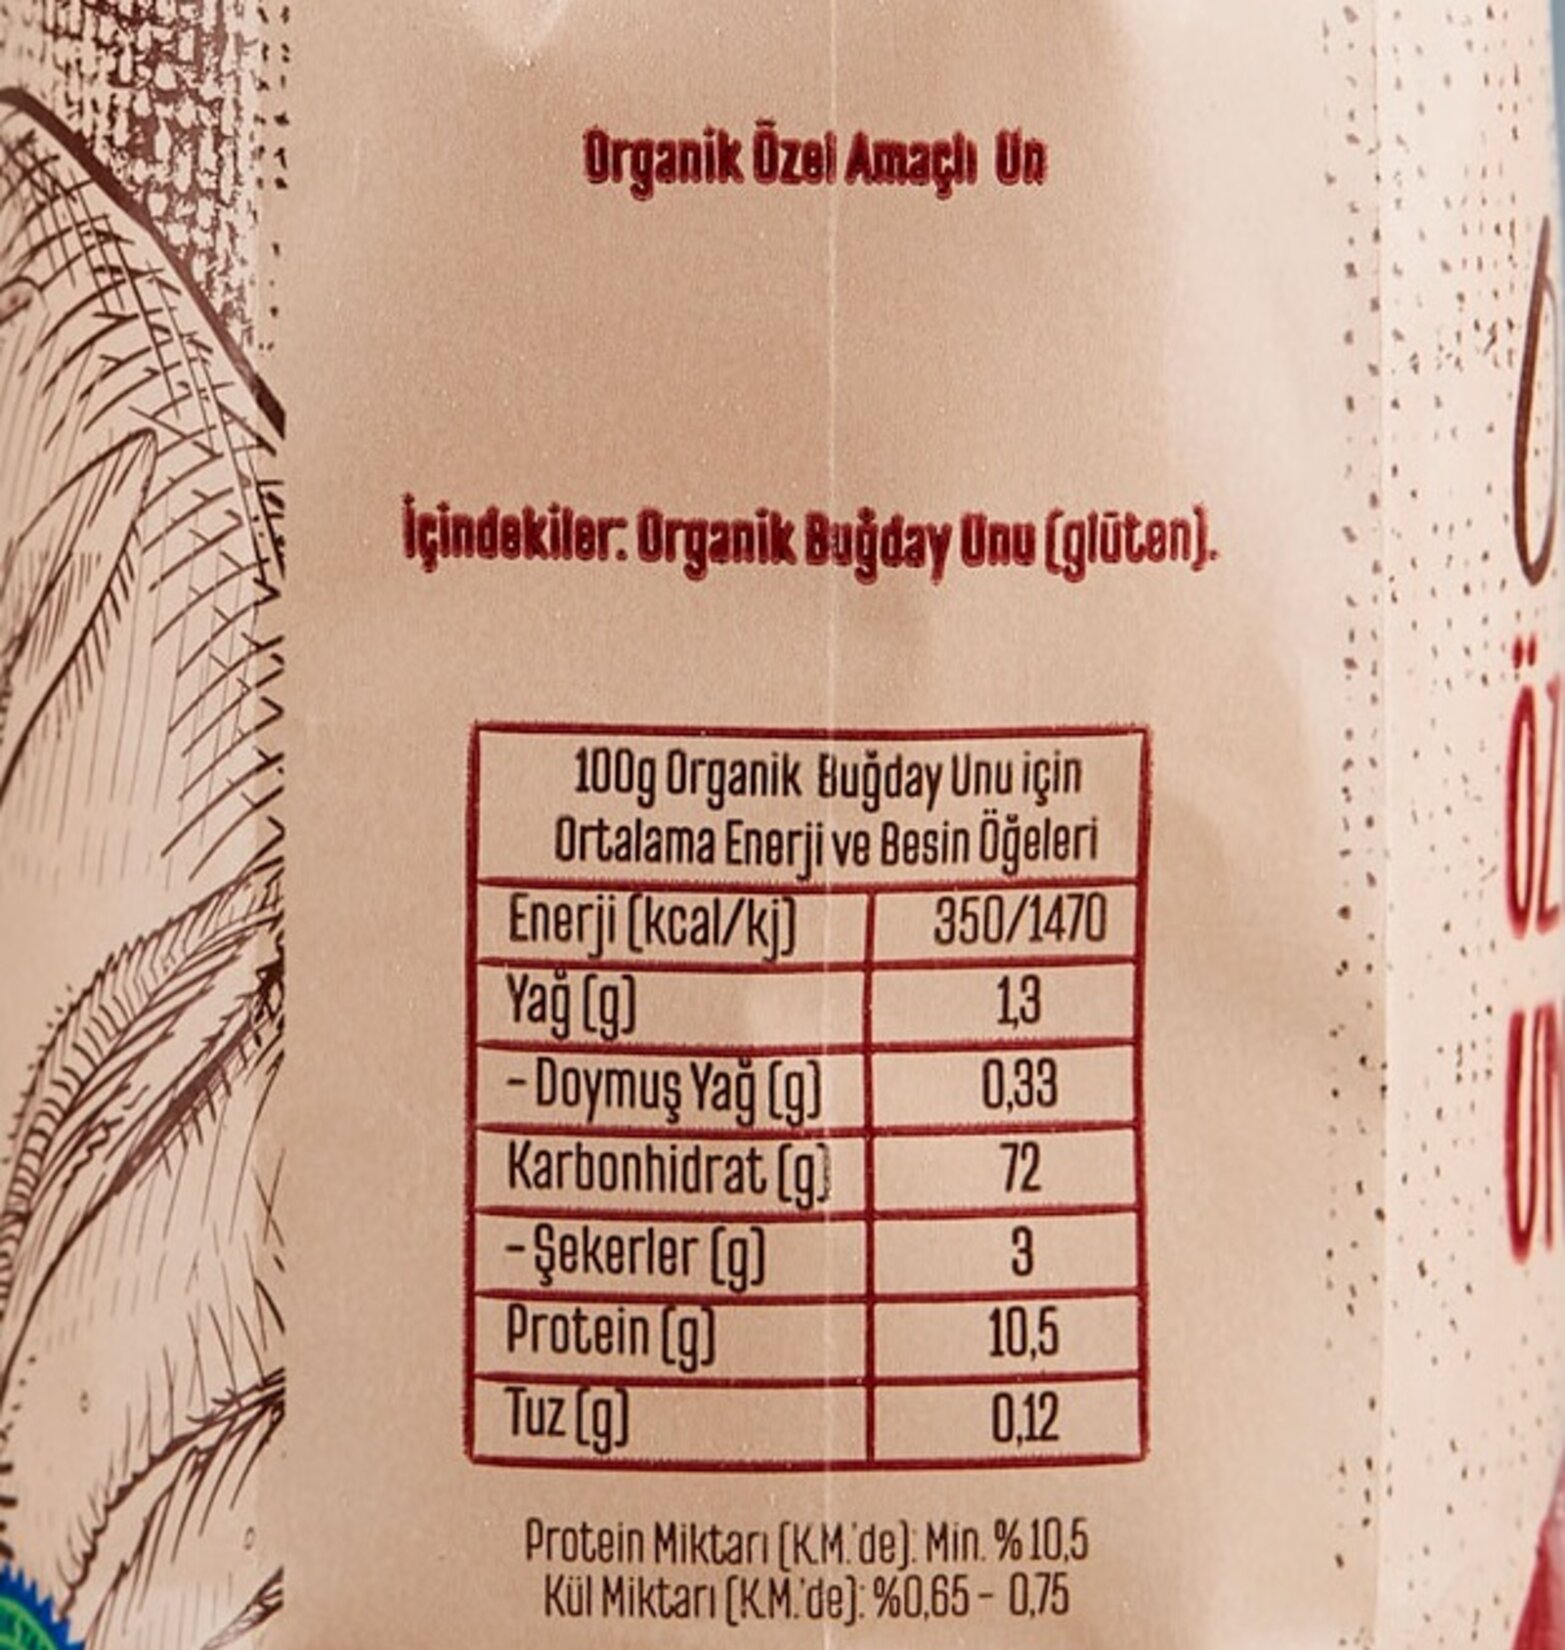 Organik Özel Amaçlı Un
İçindekiler: Organik Buğday Unu (glüten).
100g Organik Buğday Unu için
Ortalama Enerji ve Besin Öğeleri
Enerji (kcal/kj) 350/1470
Yağ (g) 1,3
- Doymuş Yağ (g) 0,33
Karbonhidrat (g) 72
- Şekerler (g) 3
Protein (g) 10,5
Tuz (g) 0,12
Protein Miktarı (K.M.'de): Min. % 10,5
Kül Miktarı (K.M.'de): %0,65 - 0,75